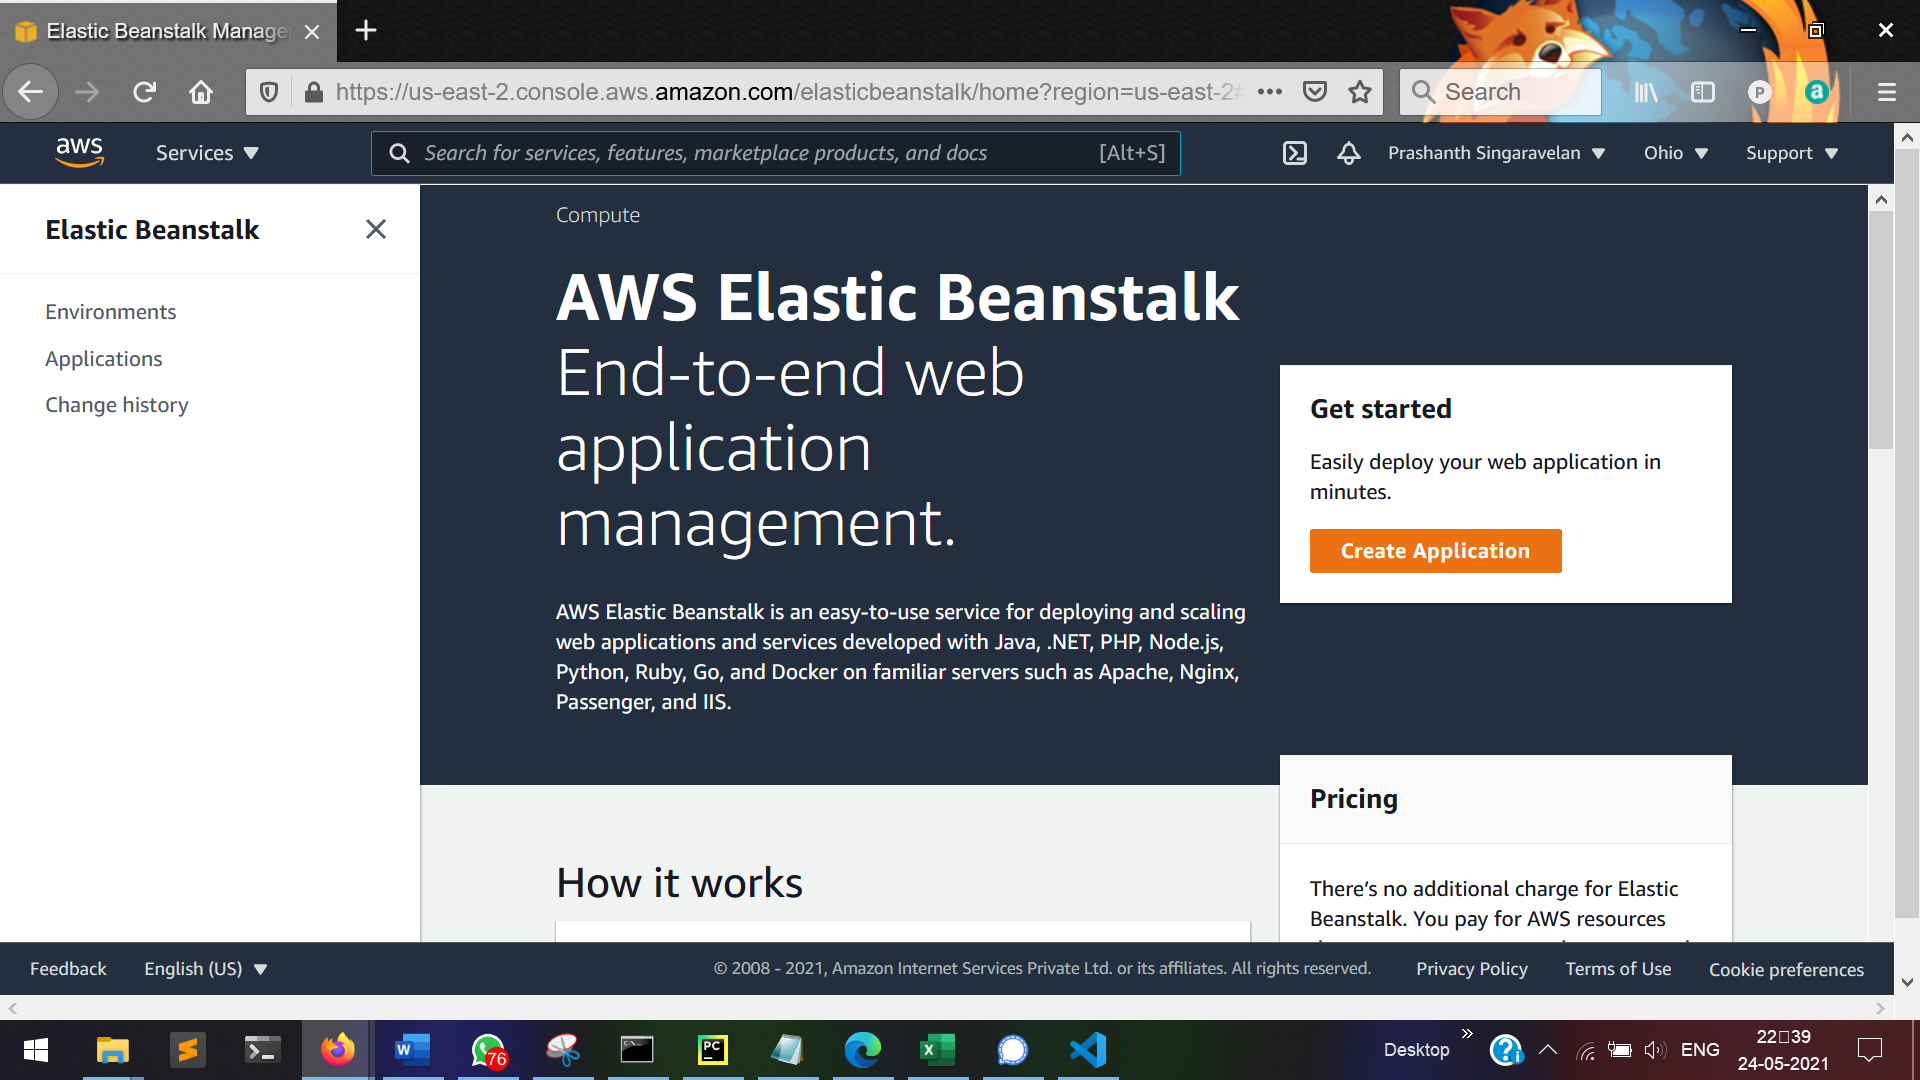 Elastic Beanstalk Manage
https://us-east-2.console.aws.amazon.com/elasticbeanstalk/home?region=us-east-2#
Search
P
a
aws
Services
Search for services, features, marketplace products, and docs
[Alt+S]
Prashanth Singaravelan
Ohio
Support
Elastic Beanstalk
Environments
Applications
Change history
Compute
AWS Elastic Beanstalk
End-to-end web
application
management.
AWS Elastic Beanstalk is an easy-to-use service for deploying and scaling
web applications and services developed with Java, .NET, PHP, Node.js,
Python, Ruby, Go, and Docker on familiar servers such as Apache, Nginx,
Passenger, and IIS.
Get started
Easily deploy your web application in
minutes.
Create Application
Pricing
There’s no additional charge for Elastic
Beanstalk. You pay for AWS resources
How it works
Feedback
English (US)
© 2008 - 2021, Amazon Internet Services Private Ltd. or its affiliates. All rights reserved.
Privacy Policy
Terms of Use
Cookie preferences
W
76
PC
X
Desktop
ENG
22▯39
24-05-2021